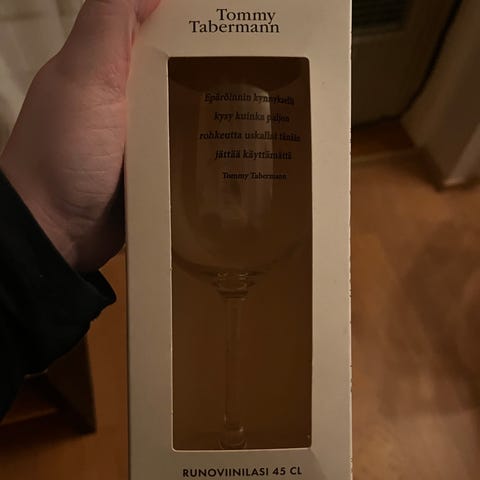 Tommy
Tabermann
Epäröinnin kynnyksellä
kysy kuinka paljon
rohkeutta uskallat tänään
jättää käyttämättä
Tommy Tabermann
RUNOVIINILASI 45 CL